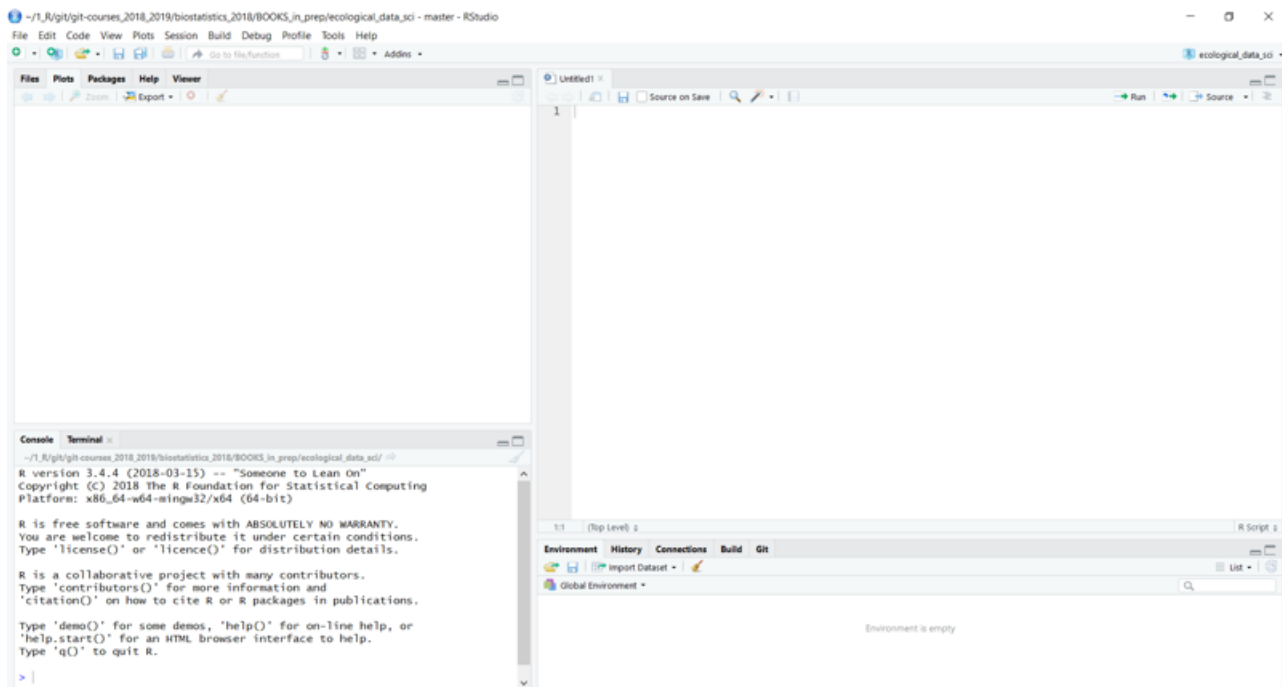 ~/1_R/git/git-courses_2018_2019/biostatistics_2018/BOOKS_in_prep/ecological_data_sci - master - RStudio
File Edit Code View Plots Session Build Debug Profile Tools Help
Go to file/function Addins ecological_data_sci
Files Plots Packages Help Viewer
Zoom Export
Untitled1
Source on Save Run Source
1
Console Terminal
~/1_R/git/git-courses_2018_2019/biostatistics_2018/BOOKS_in_prep/ecological_data_sci/
R version 3.4.4 (2018-03-15) -- "Someone to Lean On"
Copyright (C) 2018 The R Foundation for Statistical Computing
Platform: x86_64-w64-mingw32/x64 (64-bit)
R is free software and comes with ABSOLUTELY NO WARRANTY.
You are welcome to redistribute it under certain conditions.
Type 'license()' or 'licence()' for distribution details.
R is a collaborative project with many contributors.
Type 'contributors()' for more information and
'citation()' on how to cite R or R packages in publications.
Type 'demo()' for some demos, 'help()' for on-line help, or
'help.start()' for an HTML browser interface to help.
Type 'q()' to quit R.
>
1:1 (Top Level) R Script
Environment History Connections Build Git
Import Dataset List
Global Environment
Environment is empty